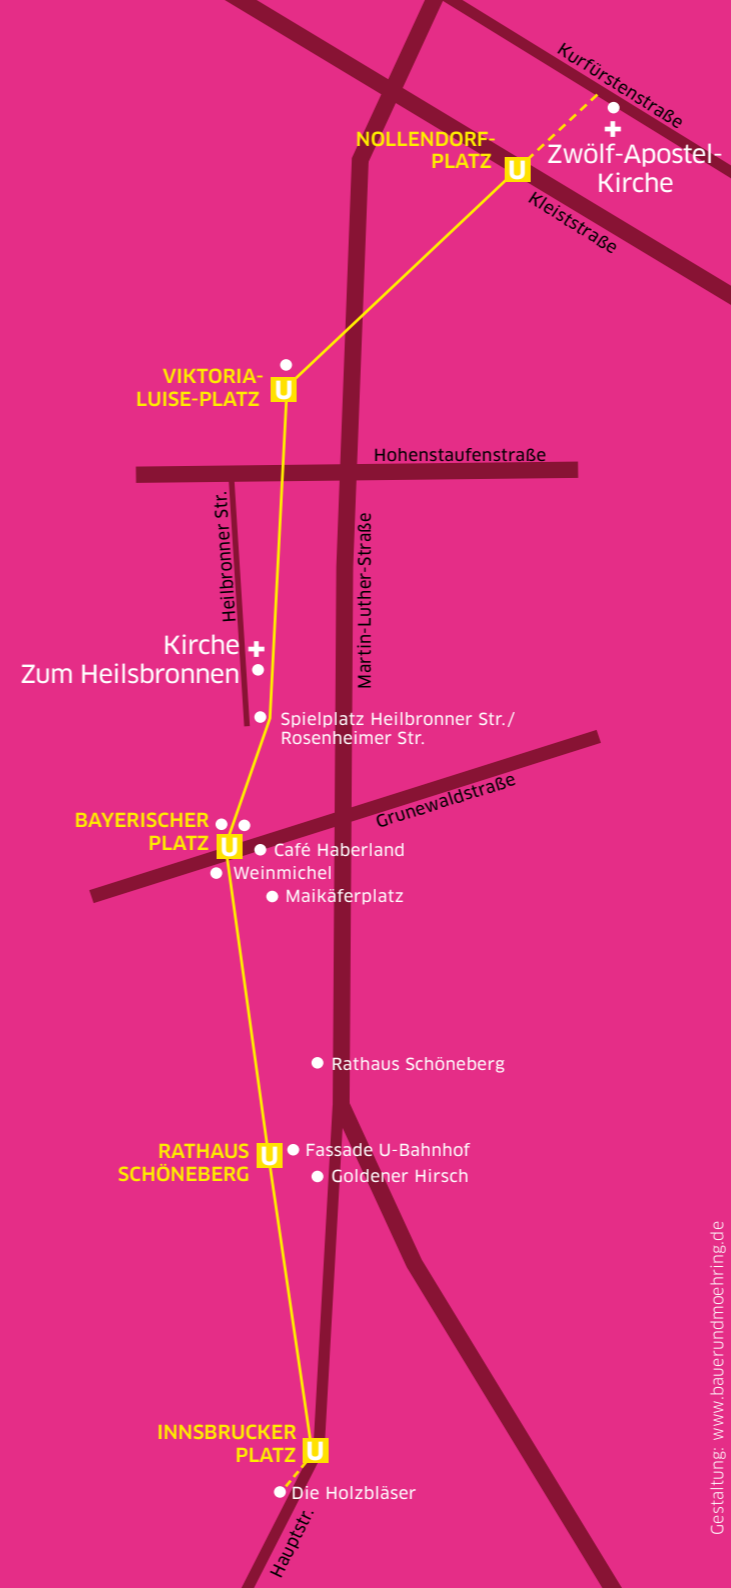 Kurfürstenstraße
NOLLENDORF-
PLATZ
U
Zwölf-Apostel-
Kirche
Kleiststraße
VIKTORIA-
LUISE-PLATZ
U
Hohenstaufenstraße
Heilbronner Str.
Martin-Luther-Straße
Kirche
Zum Heilsbronnen
Spielplatz Heilbronner Str./
Rosenheimer Str.
Grunewaldstraße
BAYERISCHER
PLATZ
U
Café Haberland
Weinmichel
Maikäferplatz
Rathaus Schöneberg
RATHAUS
SCHÖNEBERG
U
Fassade U-Bahnhof
Goldener Hirsch
INNSBRUCKER
PLATZ
U
Die Holzbläser
Hauptstr.
Gestaltung: www.bauerundmoehring.de